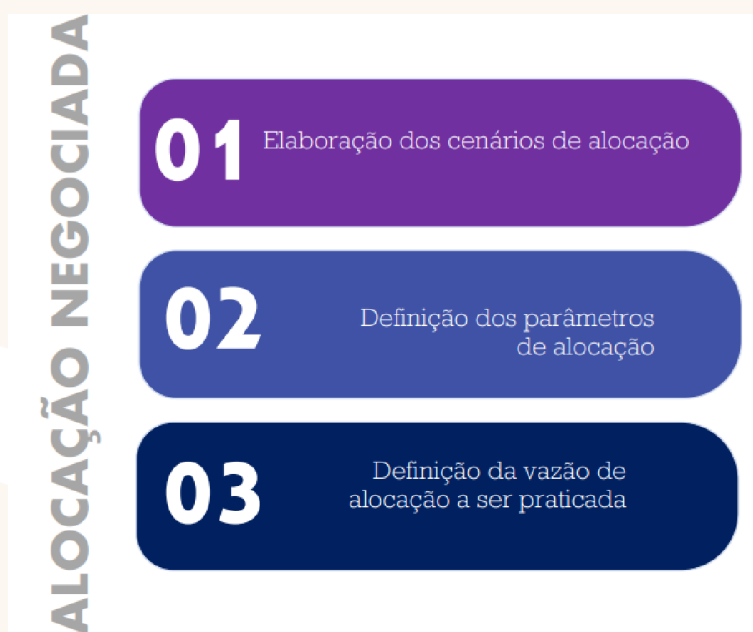 ALOCAÇÃO NEGOCIADA
01 Elaboração dos cenários de alocação
02
Definição dos parâmetros
de alocação
03
Definição da vazão de
alocação a ser praticada